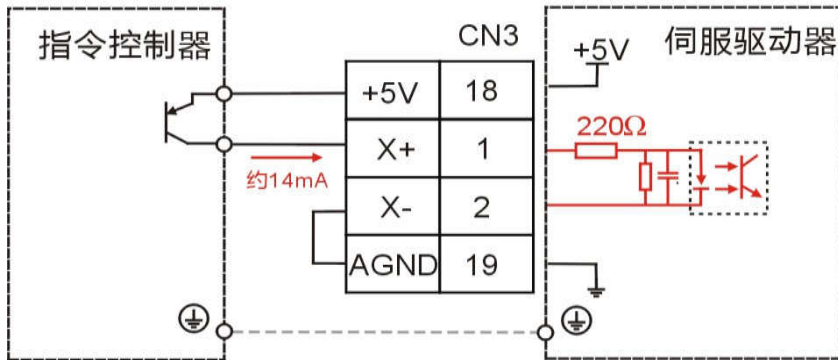 指令控制器
CN3
伺服驱动器
+5V
+5V 18
220Ω
X+ 1
约14mA
X- 2
AGND 19